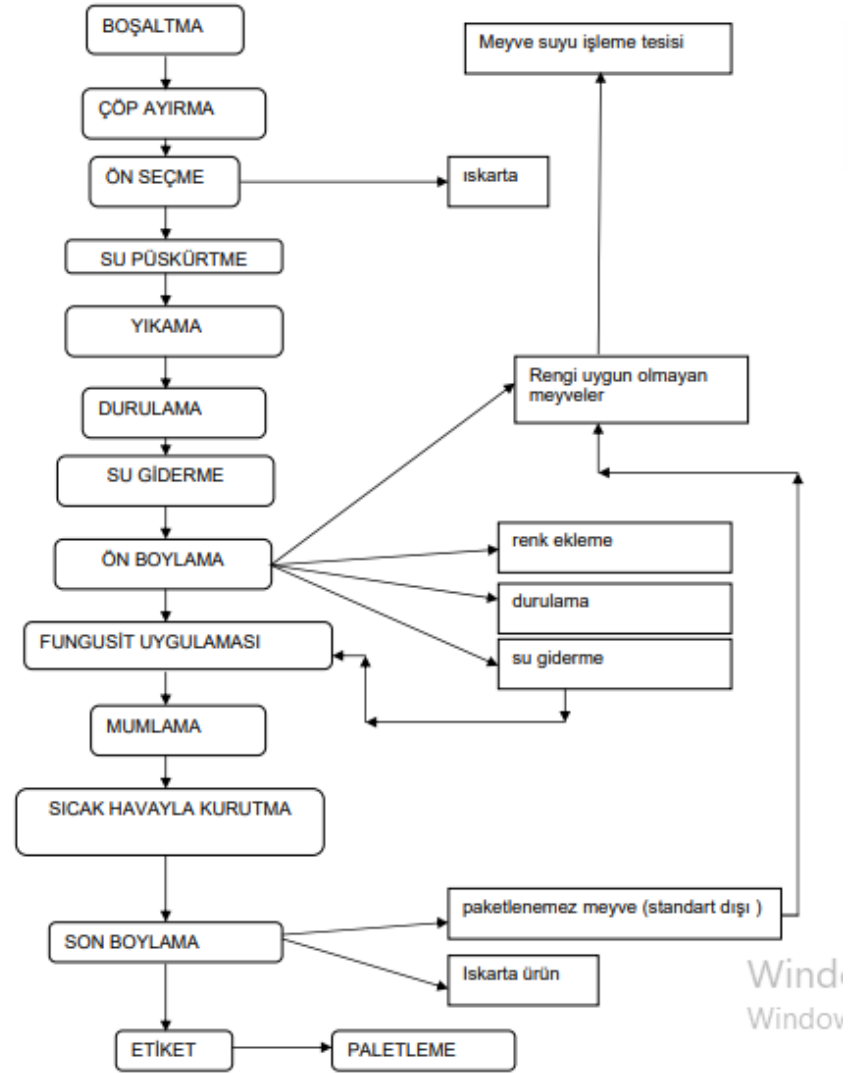 BOŞALTMA
Meyve suyu işleme tesisi
ÇÖP AYIRMA
ÖN SEÇME
ıskarta
SU PÜSKÜRTME
YIKAMA
Rengi uygun olmayan
meyveler
DURULAMA
SU GİDERME
ÖN BOYLAMA
renk ekleme
durulama
FUNGUSİT UYGULAMASI
su giderme
MUMLAMA
SICAK HAVAYLA KURUTMA
paketlenemez meyve (standart dışı )
SON BOYLAMA
Iskarta ürün
ETİKET
PALETLEME